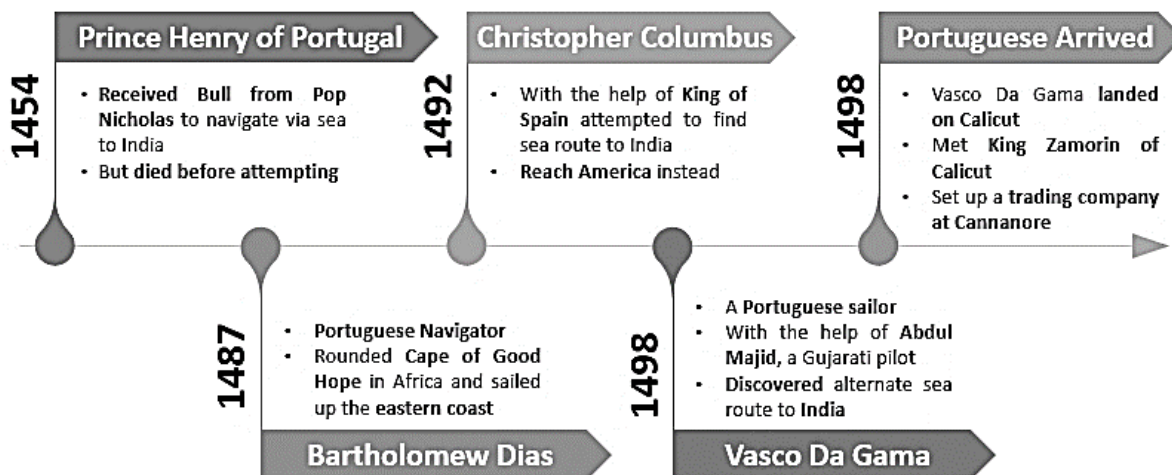 Prince Henry of Portugal
1454
• Received Bull from Pop
Nicholas to navigate via sea
to India
• But died before attempting
1487
• Portuguese Navigator
• Rounded Cape of Good
Hope in Africa and sailed
up the eastern coast
Bartholomew Dias
Christopher Columbus
1492
• With the help of King of
Spain attempted to find
sea route to India
• Reach America instead
1498
• A Portuguese sailor
• With the help of Abdul
Majid, a Gujarati pilot
• Discovered alternate sea
route to India
Vasco Da Gama
Portuguese Arrived
1498
• Vasco Da Gama landed
on Calicut
• Met King Zamorin of
Calicut
• Set up a trading company
at Cannanore